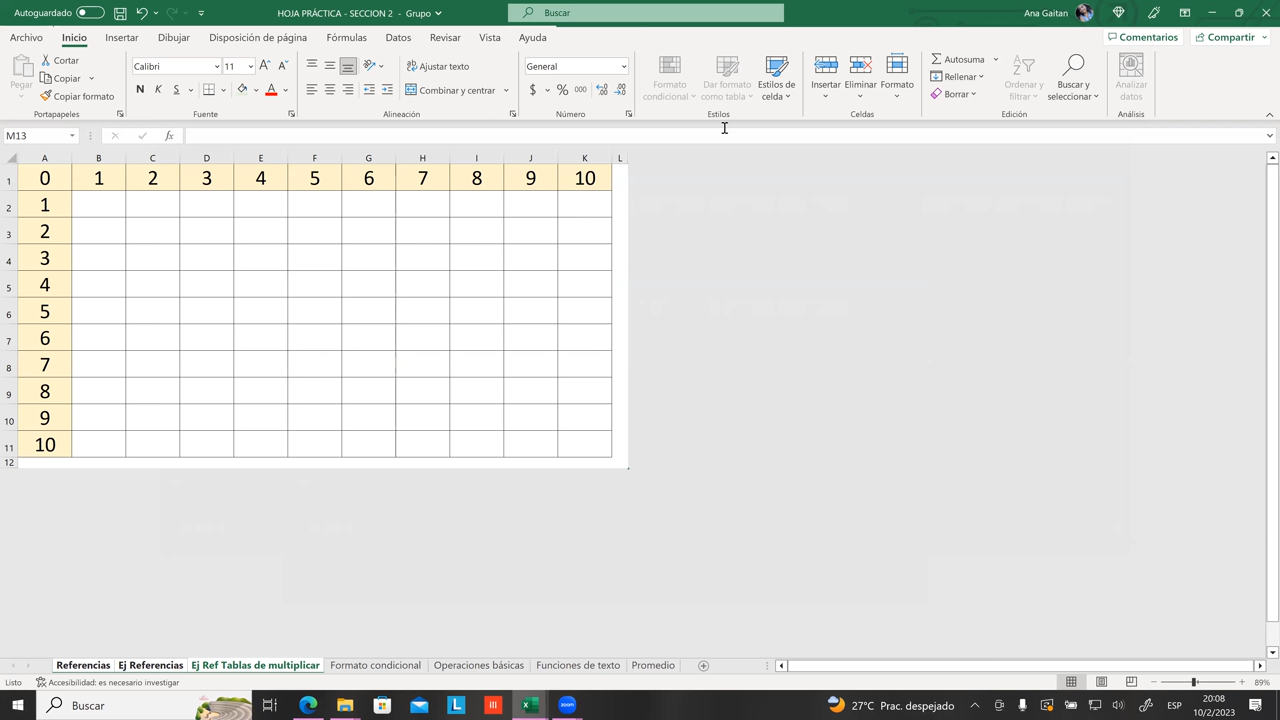 Autoguardado
HOJA PRÁCTICA - SECCION 2 - Grupo
Buscar
Ana Gaitan
Archivo Inicio Insertar Dibujar Disposición de página Fórmulas Datos Revisar Vista Ayuda
Comentarios Compartir
Pegar
Cortar
Copiar
Copiar formato
Portapapeles
Calibri 11
N K S
Fuente
Ajustar texto
Combinar y centrar
Alineación
General
$ % 000
Número
Formato condicional
Dar formato como tabla
Estilos de celda
Estilos
Insertar Eliminar Formato
Celdas
Autosuma
Rellenar
Borrar
Ordenar y filtrar
Buscar y seleccionar
Edición
Analizar datos
Análisis
M13 fx
A B C D E F G H I J K L
1 0 1 2 3 4 5 6 7 8 9 10
2 1
3 2
4 3
5 4
6 5
7 6
8 7
9 8
10 9
11 10
12
Referencias Ej Referencias Ej Ref Tablas de multiplicar Formato condicional Operaciones básicas Funciones de texto Promedio
Listo Accesibilidad: es necesario investigar 89%
Buscar
27°C Prac. despejado ESP 20:08
10/2/2023